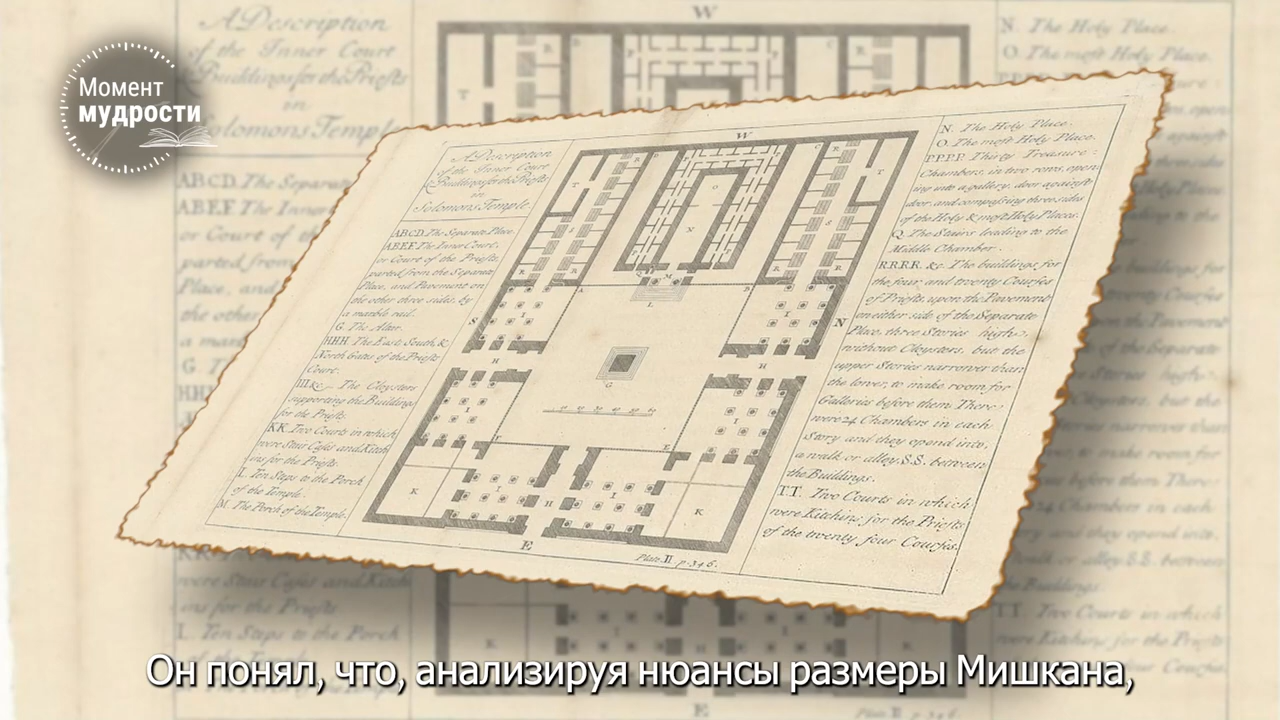 Момент
мудрости
A Description
of the Inner Court
& Buildings for the Priests
in
Solomons Temple.
ABCD. The Separate Place.
ABEF. The Inner Court,
or Court of the Priests,
parted from the Separate
Place, and Pavement on
the other three sides, by
a marble rail.
G. The Altar.
HHH. The East, South, &
North Gates of the Priests
Court.
III &c. The Cloysters
supporting the Buildings
for the Priests.
KK. Two Courts in which
were Stair Cases and Kitch
ins for the Priests.
L. Ten Steps to the Porch
of the Temple.
M. The Porch of the Temple.
N. The Holy Place.
O. The most Holy Place.
P.P.P.P. Thirty Treasure-
Chambers, in two rows, open
ing into a gallery, door against
door, and compassing three sides
of the Holy & most Holy Places.
Q. The Stairs leading to the
Middle Chamber.
R.R.R.R. &c. The buildings for
the four and twenty Courses
of Priests upon the Pavement
on either side of the Separate
Place, three Stories high
without Cloysters, but the
upper Stories narrower than
the lower, to make room for
Galleries before them. There
were 24 Chambers in each
Story and they opend into
a walk or alley, S.S. between
the Buildings.
T.T. Two Courts in which
were Kitchins for the Priests
of the twenty four Courses.
W
S
N
E
Plate II. p. 346.
Он понял, что, анализируя нюансы размеры Мишкана,